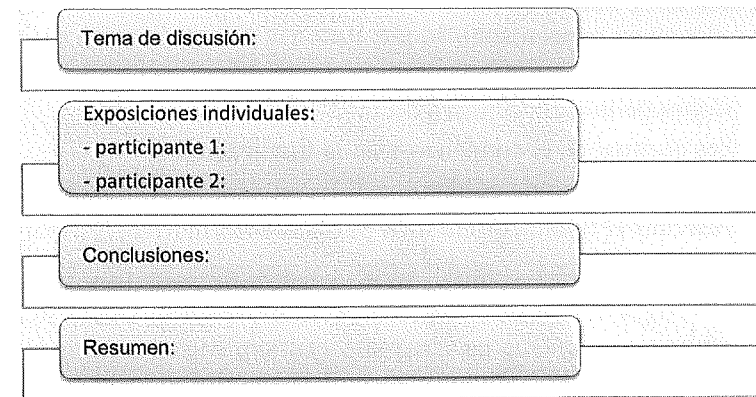 Tema de discusión:
Exposiciones individuales:
- participante 1:
- participante 2:
Conclusiones:
Resumen: